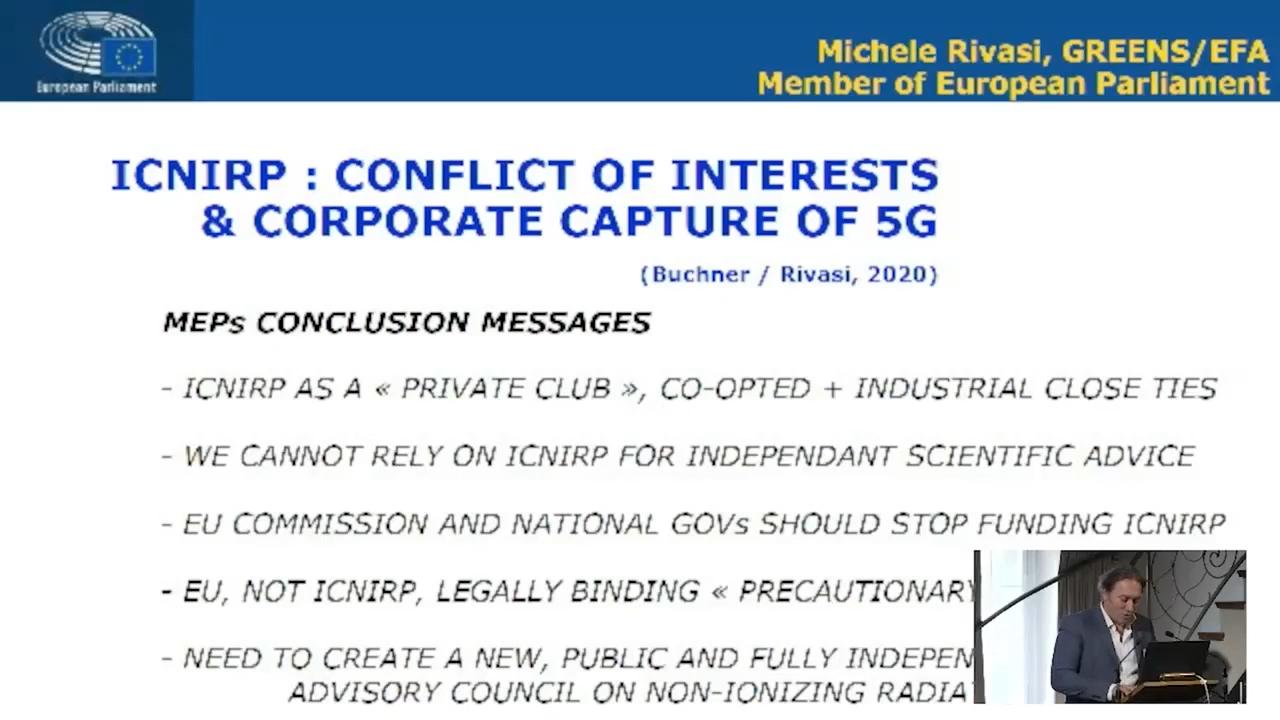 European Parliament
Michele Rivasi, GREENS/EFA
Member of European Parliament
ICNIRP : CONFLICT OF INTERESTS
& CORPORATE CAPTURE OF 5G
(Buchner / Rivasi, 2020)
MEPs CONCLUSION MESSAGES
- ICNIRP AS A « PRIVATE CLUB », CO-OPTED + INDUSTRIAL CLOSE TIES
- WE CANNOT RELY ON ICNIRP FOR INDEPENDANT SCIENTIFIC ADVICE
- EU COMMISSION AND NATIONAL GOVs SHOULD STOP FUNDING ICNIRP
- EU, NOT ICNIRP, LEGALLY BINDING « PRECAUTIONARY
- NEED TO CREATE A NEW, PUBLIC AND FULLY INDEPEN
ADVISORY COUNCIL ON NON-IONIZING RADIA